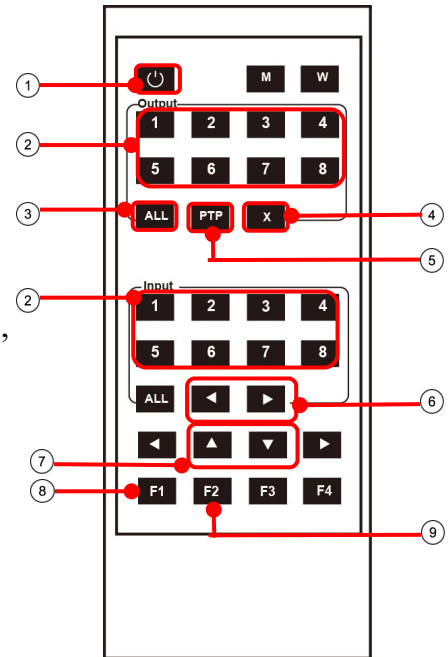 ① M W
Output
② 1 2 3 4
5 6 7 8
③ ALL PTP X ④
⑤
Input
② 1 2 3 4
,
5 6 7 8
ALL ◀ ▶ ⑥
◀ ▲ ▼ ▶
⑦
⑧ F1 F2 F3 F4
⑨